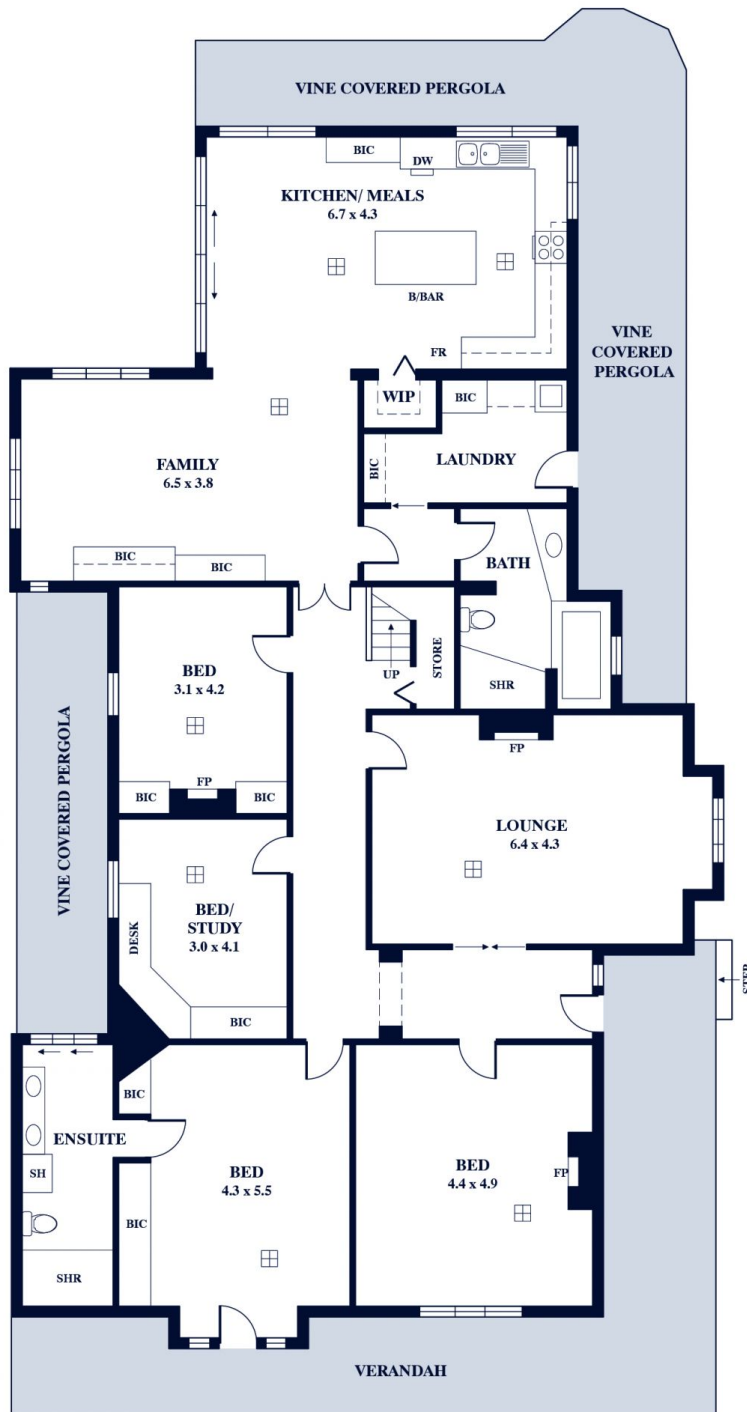 VINE COVERED PERGOLA
BIC
DW
KITCHEN/ MEALS
6.7 x 4.3
B/BAR
FR
VINE
COVERED
PERGOLA
WIP
BIC
LAUNDRY
BIC
FAMILY
6.5 x 3.8
BIC
BIC
BATH
BED
3.1 x 4.2
UP
STORE
SHR
FP
BIC
BIC
VINE COVERED PERGOLA
FP
LOUNGE
6.4 x 4.3
BED/
STUDY
3.0 x 4.1
DESK
BIC
STEP
BIC
ENSUITE
SH
BIC
SHR
BED
4.3 x 5.5
BED
4.4 x 4.9
FP
VERANDAH